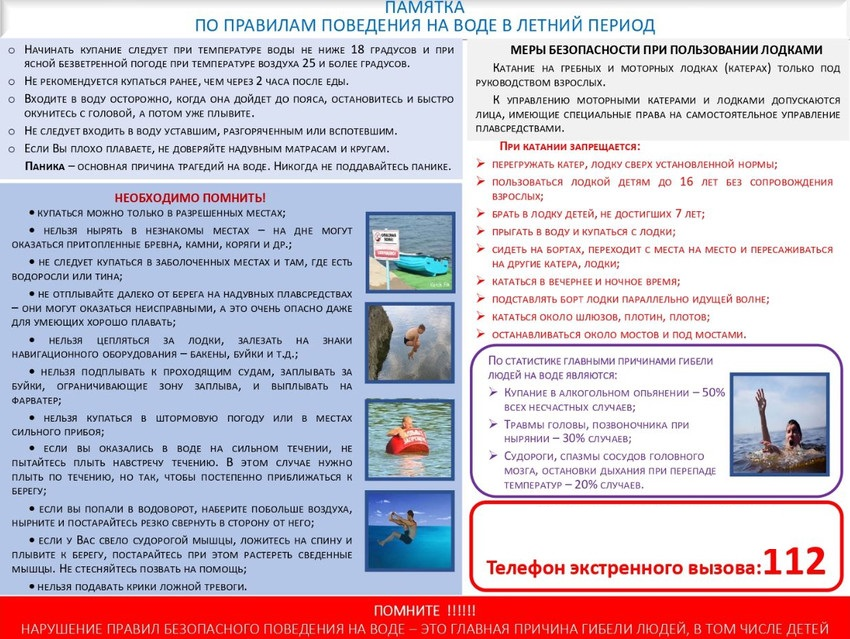 ПАМЯТКА
ПО ПРАВИЛАМ ПОВЕДЕНИЯ НА ВОДЕ В ЛЕТНИЙ ПЕРИОД
o НАЧИНАТЬ КУПАНИЕ СЛЕДУЕТ ПРИ ТЕМПЕРАТУРЕ ВОДЫ НЕ НИЖЕ 18 ГРАДУСОВ И ПРИ
ЯСНОЙ БЕЗВЕТРЕННОЙ ПОГОДЕ ПРИ ТЕМПЕРАТУРЕ ВОЗДУХА 25 И БОЛЕЕ ГРАДУСОВ.
o НЕ РЕКОМЕНДУЕТСЯ КУПАТЬСЯ РАНЕЕ, ЧЕМ ЧЕРЕЗ 2 ЧАСА ПОСЛЕ ЕДЫ.
o ВХОДИТЕ В ВОДУ ОСТОРОЖНО, КОГДА ОНА ДОЙДЕТ ДО ПОЯСА, ОСТАНОВИТЕСЬ И БЫСТРО
ОКУНИТЕСЬ С ГОЛОВОЙ, А ПОТОМ УЖЕ ПЛЫВИТЕ.
o НЕ СЛЕДУЕТ ВХОДИТЬ В ВОДУ УСТАВШИМ, РАЗГОРЯЧЕННЫМ ИЛИ ВСПОТЕВШИМ.
o ЕСЛИ ВЫ ПЛОХО ПЛАВАЕТЕ, НЕ ДОВЕРЯЙТЕ НАДУВНЫМ МАТРАСАМ И КРУГАМ.
ПАНИКА – ОСНОВНАЯ ПРИЧИНА ТРАГЕДИЙ НА ВОДЕ. НИКОГДА НЕ ПОДДАВАЙТЕСЬ ПАНИКЕ.
НЕОБХОДИМО ПОМНИТЬ!
• КУПАТЬСЯ МОЖНО ТОЛЬКО В РАЗРЕШЕННЫХ МЕСТАХ;
• НЕЛЬЗЯ НЫРЯТЬ В НЕЗНАКОМЫХ МЕСТАХ – НА ДНЕ МОГУТ
ОКАЗАТЬСЯ ПРИТОПЛЕННЫЕ БРЕВНА, КАМНИ, КОРЯГИ И ДР.;
• НЕ СЛЕДУЕТ КУПАТЬСЯ В ЗАБОЛОЧЕННЫХ МЕСТАХ И ТАМ, ГДЕ ЕСТЬ
ВОДОРОСЛИ ИЛИ ТИНА;
• НЕ ОТПЛЫВАЙТЕ ДАЛЕКО ОТ БЕРЕГА НА НАДУВНЫХ ПЛАВСРЕДСТВАХ
– ОНИ МОГУТ ОКАЗАТЬСЯ НЕИСПРАВНЫМИ, А ЭТО ОЧЕНЬ ОПАСНО ДАЖЕ
ДЛЯ УМЕЮЩИХ ХОРОШО ПЛАВАТЬ;
• НЕЛЬЗЯ ЦЕПЛЯТЬСЯ ЗА ЛОДКИ, ЗАЛЕЗАТЬ НА ЗНАКИ
НАВИГАЦИОННОГО ОБОРУДОВАНИЯ – БАКЕНЫ, БУЙКИ И Т.Д.;
• НЕЛЬЗЯ ПОДПЛЫВАТЬ К ПРОХОДЯЩИМ СУДАМ, ЗАПЛЫВАТЬ ЗА
БУЙКИ, ОГРАНИЧИВАЮЩИЕ ЗОНУ ЗАПЛЫВА, И ВЫПЛЫВАТЬ НА
ФАРВАТЕР;
• НЕЛЬЗЯ КУПАТЬСЯ В ШТОРМОВУЮ ПОГОДУ ИЛИ В МЕСТАХ
СИЛЬНОГО ПРИБОЯ;
• ЕСЛИ ВЫ ОКАЗАЛИСЬ В ВОДЕ НА СИЛЬНОМ ТЕЧЕНИИ, НЕ
ПЫТАЙТЕСЬ ПЛЫТЬ НАВСТРЕЧУ ТЕЧЕНИЮ. В ЭТОМ СЛУЧАЕ НУЖНО
ПЛЫТЬ ПО ТЕЧЕНИЮ, НО ТАК, ЧТОБЫ ПОСТЕПЕННО ПРИБЛИЖАТЬСЯ К
БЕРЕГУ;
• ЕСЛИ ВЫ ПОПАЛИ В ВОДОВОРОТ, НАБЕРИТЕ ПОБОЛЬШЕ ВОЗДУХА,
НЫРНИТЕ И ПОСТАРАЙТЕСЬ РЕЗКО СВЕРНУТЬ В СТОРОНУ ОТ НЕГО;
• ЕСЛИ У ВАС СВЕЛО СУДОРОГОЙ МЫШЦЫ, ЛОЖИТЕСЬ НА СПИНУ И
ПЛЫВИТЕ К БЕРЕГУ, ПОСТАРАЙТЕСЬ ПРИ ЭТОМ РАСТЕРЕТЬ СВЕДЕННЫЕ
МЫШЦЫ. НЕ СТЕСНЯЙТЕСЬ ПОЗВАТЬ НА ПОМОЩЬ;
• НЕЛЬЗЯ ПОДАВАТЬ КРИКИ ЛОЖНОЙ ТРЕВОГИ.
МЕРЫ БЕЗОПАСНОСТИ ПРИ ПОЛЬЗОВАНИИ ЛОДКАМИ
КАТАНИЕ НА ГРЕБНЫХ И МОТОРНЫХ ЛОДКАХ (КАТЕРАХ) ТОЛЬКО ПОД
РУКОВОДСТВОМ ВЗРОСЛЫХ.
К УПРАВЛЕНИЮ МОТОРНЫМИ КАТЕРАМИ И ЛОДКАМИ ДОПУСКАЮТСЯ
ЛИЦА, ИМЕЮЩИЕ СПЕЦИАЛЬНЫЕ ПРАВА НА САМОСТОЯТЕЛЬНОЕ УПРАВЛЕНИЕ
ПЛАВСРЕДСТВАМИ.
ПРИ КАТАНИИ ЗАПРЕЩАЕТСЯ:
➢ ПЕРЕГРУЖАТЬ КАТЕР, ЛОДКУ СВЕРХ УСТАНОВЛЕННОЙ НОРМЫ;
➢ ПОЛЬЗОВАТЬСЯ ЛОДКОЙ ДЕТЯМ ДО 16 ЛЕТ БЕЗ СОПРОВОЖДЕНИЯ
ВЗРОСЛЫХ;
➢ БРАТЬ В ЛОДКУ ДЕТЕЙ, НЕ ДОСТИГШИХ 7 ЛЕТ;
➢ ПРЫГАТЬ В ВОДУ И КУПАТЬСЯ С ЛОДКИ;
➢ СИДЕТЬ НА БОРТАХ, ПЕРЕХОДИТ С МЕСТА НА МЕСТО И ПЕРЕСАЖИВАТЬСЯ
НА ДРУГИЕ КАТЕРА, ЛОДКИ;
➢ КАТАТЬСЯ В ВЕЧЕРНЕЕ И НОЧНОЕ ВРЕМЯ;
➢ ПОДСТАВЛЯТЬ БОРТ ЛОДКИ ПАРАЛЛЕЛЬНО ИДУЩЕЙ ВОЛНЕ;
➢ КАТАТЬСЯ ОКОЛО ШЛЮЗОВ, ПЛОТИН, ПЛОТОВ;
➢ ОСТАНАВЛИВАТЬСЯ ОКОЛО МОСТОВ И ПОД МОСТАМИ.
ПО СТАТИСТИКЕ ГЛАВНЫМИ ПРИЧИНАМИ ГИБЕЛИ
ЛЮДЕЙ НА ВОДЕ ЯВЛЯЮТСЯ:
➢ КУПАНИЕ В АЛКОГОЛЬНОМ ОПЬЯНЕНИИ – 50%
ВСЕХ НЕСЧАСТНЫХ СЛУЧАЕВ;
➢ ТРАВМЫ ГОЛОВЫ, ПОЗВОНОЧНИКА ПРИ
НЫРЯНИИ – 30% СЛУЧАЕВ;
➢ СУДОРОГИ, СПАЗМЫ СОСУДОВ ГОЛОВНОГО
МОЗГА, ОСТАНОВКИ ДЫХАНИЯ ПРИ ПЕРЕПАДЕ
ТЕМПЕРАТУР – 20% СЛУЧАЕВ.
Телефон экстренного вызова:112
ПОМНИТЕ !!!!!!
НАРУШЕНИЕ ПРАВИЛ БЕЗОПАСНОГО ПОВЕДЕНИЯ НА ВОДЕ – ЭТО ГЛАВНАЯ ПРИЧИНА ГИБЕЛИ ЛЮДЕЙ, В ТОМ ЧИСЛЕ ДЕТЕЙ